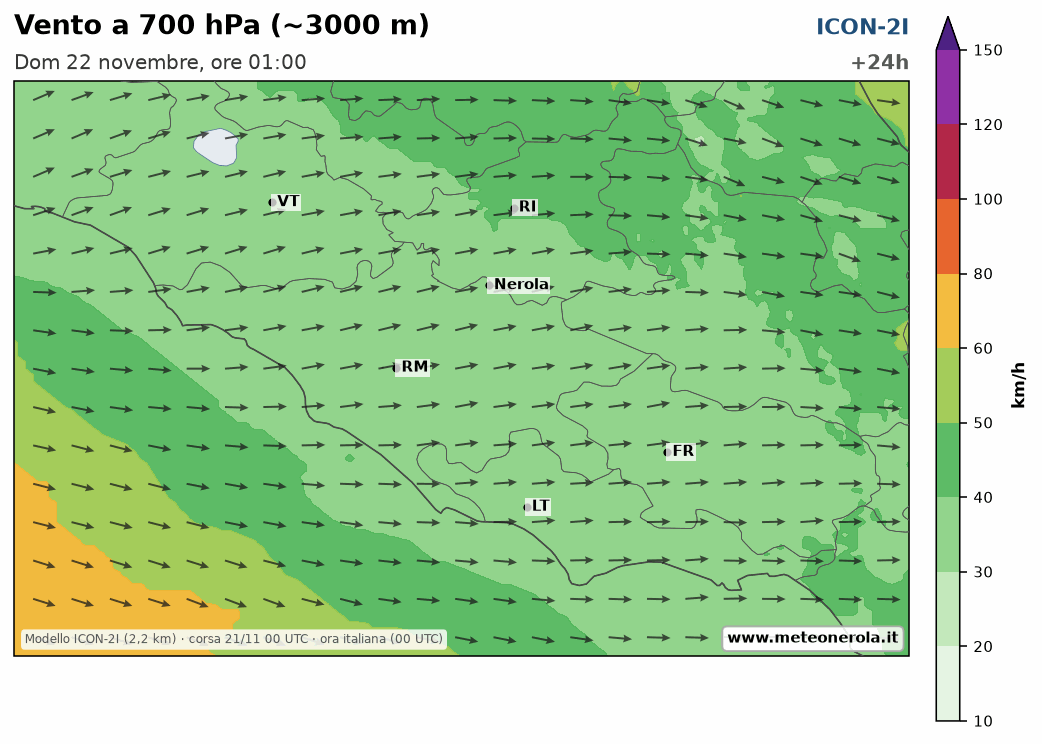 Vento a 700 hPa (~3000 m)
ICON-2I
Dom 22 novembre, ore 01:00
+24h
150
120
100
80
60
50
40
30
20
10
km/h
VT
RI
Nerola
RM
FR
LT
Modello ICON-2I (2,2 km) · corsa 21/11 00 UTC · ora italiana (00 UTC)
www.meteonerola.it